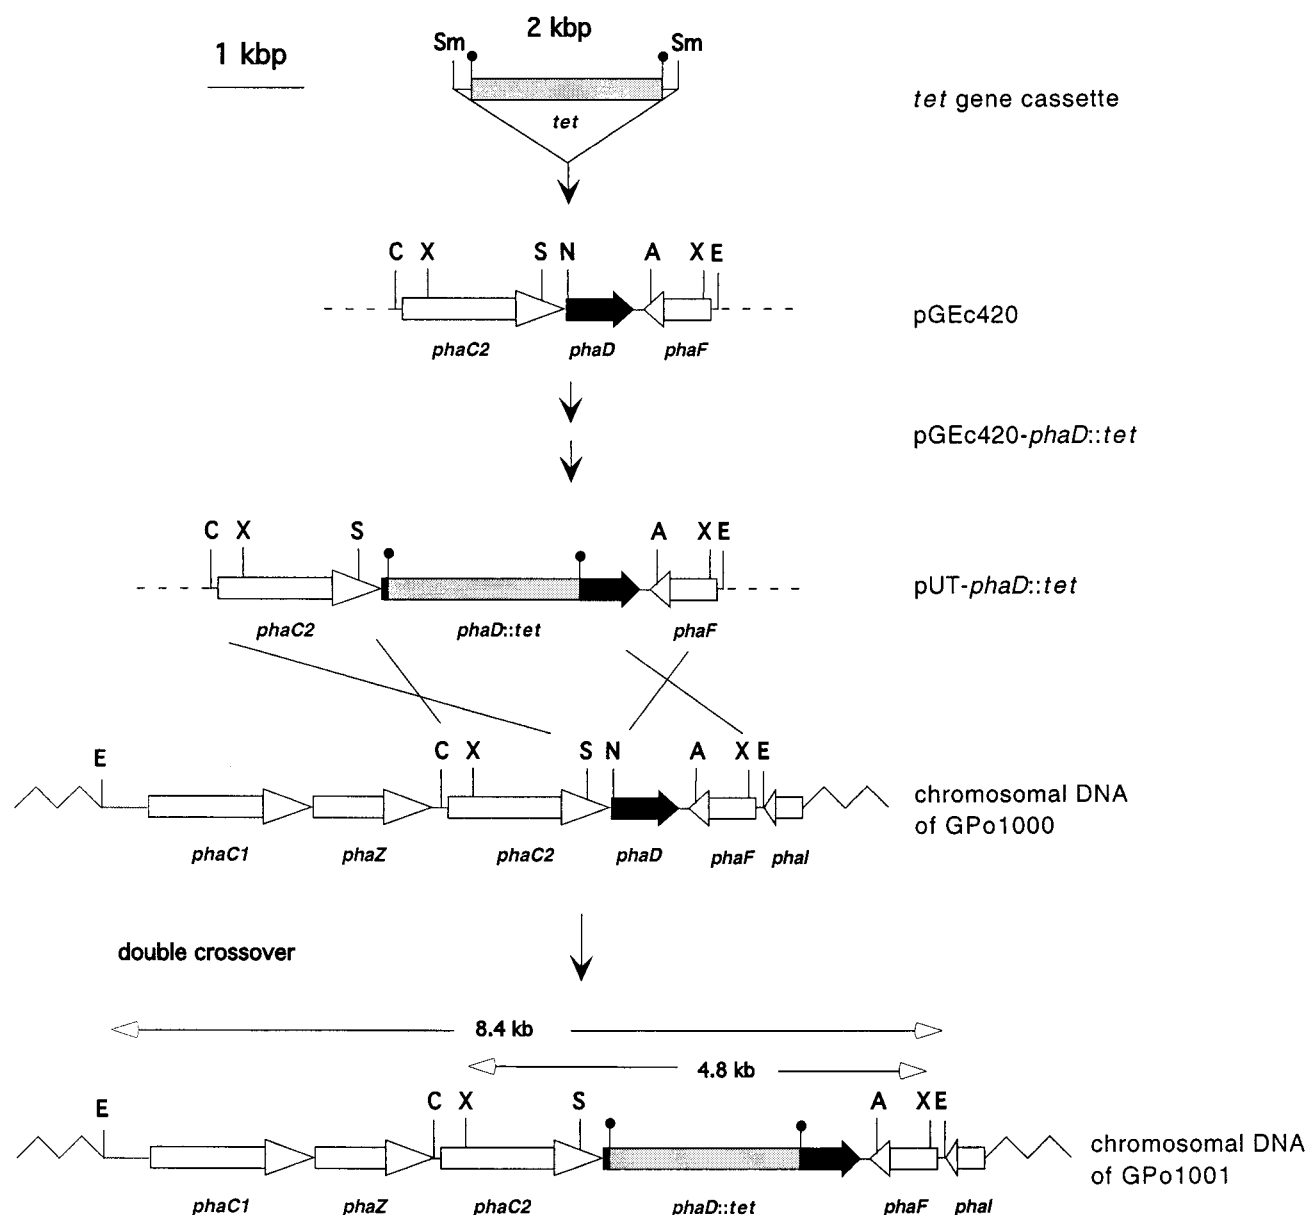 1 kbp
2 kbp
Sm Sm
tet
tet gene cassette
C X S N A X E
phaC2 phaD phaF
pGEc420
pGEc420-phaD::tet
C X S A X E
phaC2 phaD::tet phaF
pUT-phaD::tet
E C X S N A X E
phaC1 phaZ phaC2 phaD phaF phaI
chromosomal DNA
of GPo1000
double crossover
8.4 kb
4.8 kb
E C X S A X E
phaC1 phaZ phaC2 phaD::tet phaF phaI
chromosomal DNA
of GPo1001